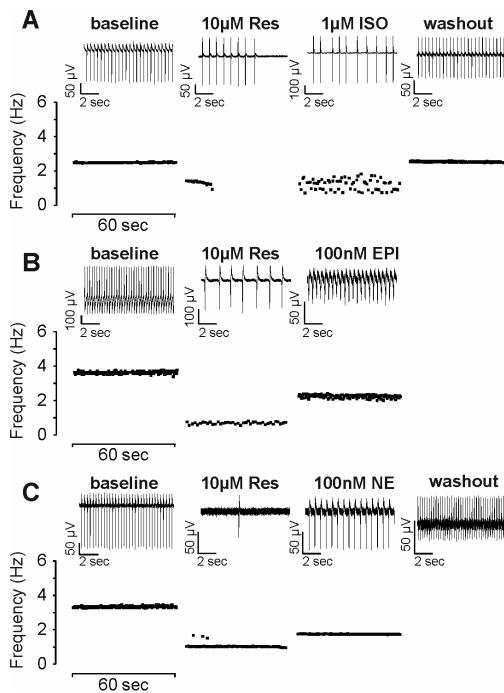 A
baseline 10µM Res 1µM ISO washout
50 µV 50 µV 100 µV 50 µV
2 sec 2 sec 2 sec 2 sec
Frequency (Hz)
6
4
2
0
60 sec
B
baseline 10µM Res 100nM EPI
100 µV 100 µV 50 µV
2 sec 2 sec 2 sec
Frequency (Hz)
6
4
2
0
60 sec
C
baseline 10µM Res 100nM NE washout
50 µV 50 µV 50 µV 50 µV
2 sec 2 sec 2 sec 2 sec
Frequency (Hz)
6
4
2
0
60 sec